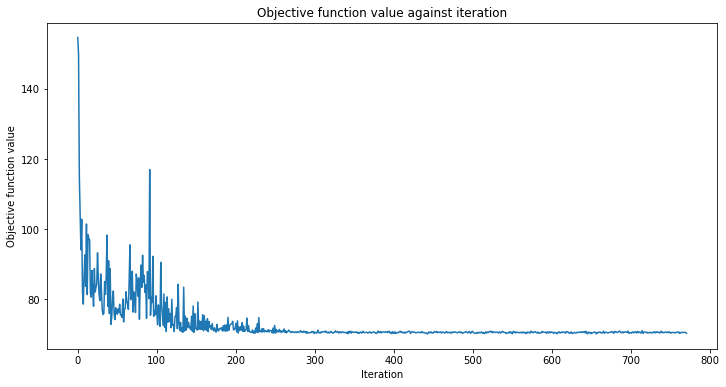 Objective function value against iteration
Objective function value
140
120
100
80
0 100 200 300 400 500 600 700 800
Iteration